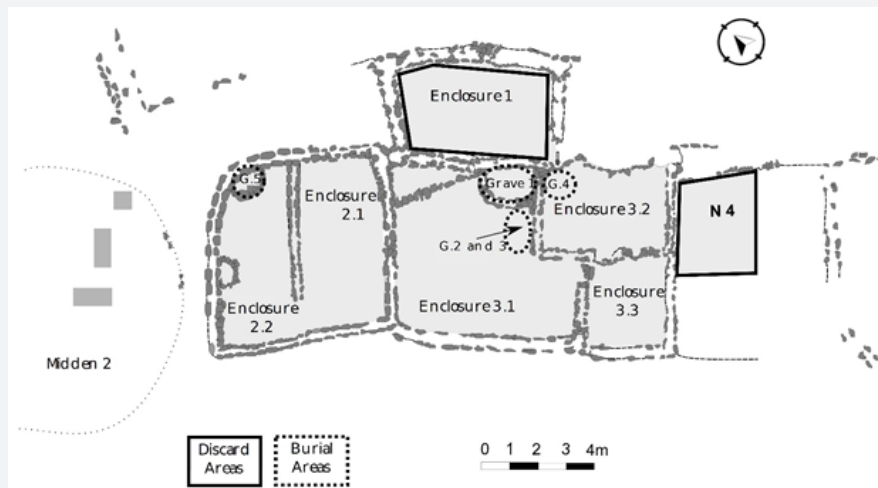 Enclosure 1
G.5
Enclosure
2.1
Grave 1
G.4
Enclosure 3.2
N 4
G.2 and 3
Enclosure
2.2
Enclosure 3.1
Enclosure
3.3
Midden 2
Discard
Areas
Burial
Areas
0 1 2 3 4m